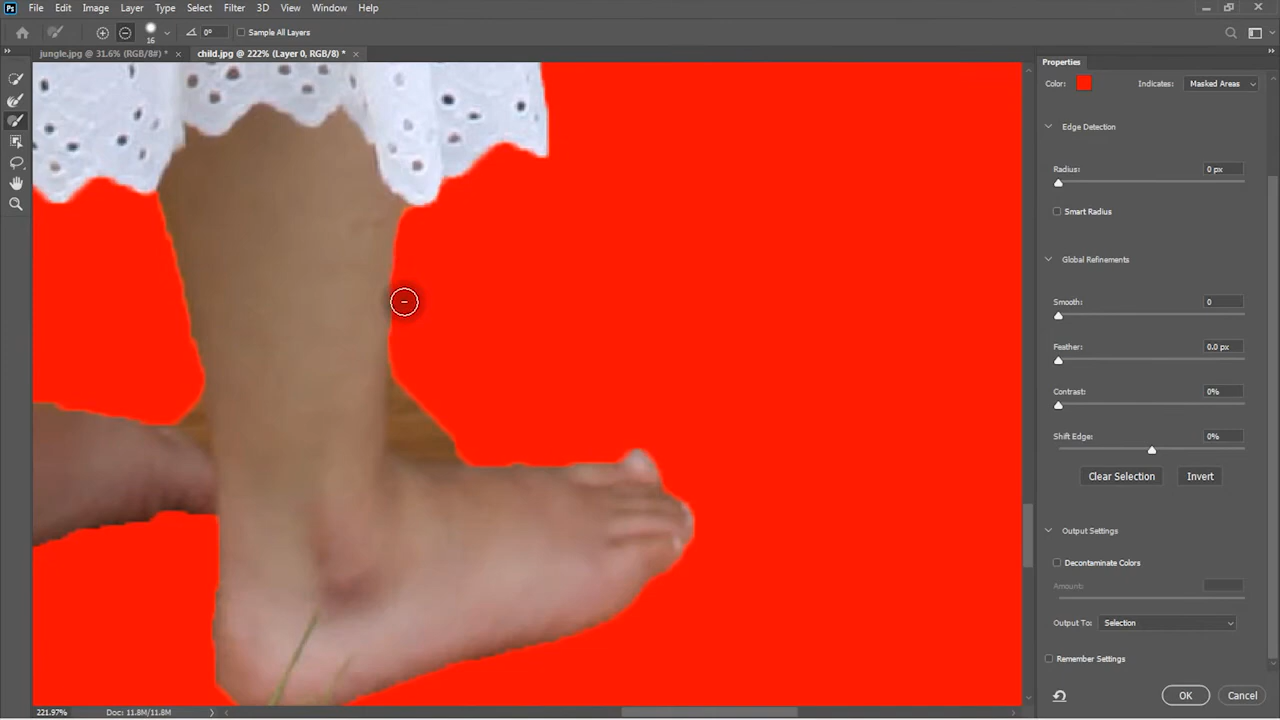 Ps File Edit Image Layer Type Select Filter 3D View Window Help
16 0° Sample All Layers
jungle.jpg @ 31.6% (RGB/8#) * × child.jpg @ 222% (Layer 0, RGB/8) * ×
Properties
Color: Indicates: Masked Areas
Edge Detection
Radius: 0 px
Smart Radius
Global Refinements
Smooth: 0
Feather: 0.0 px
Contrast: 0%
Shift Edge: 0%
Clear Selection Invert
Output Settings
Decontaminate Colors
Amount:
Output To: Selection
Remember Settings
OK Cancel
221.97% Doc: 11.8M/11.8M